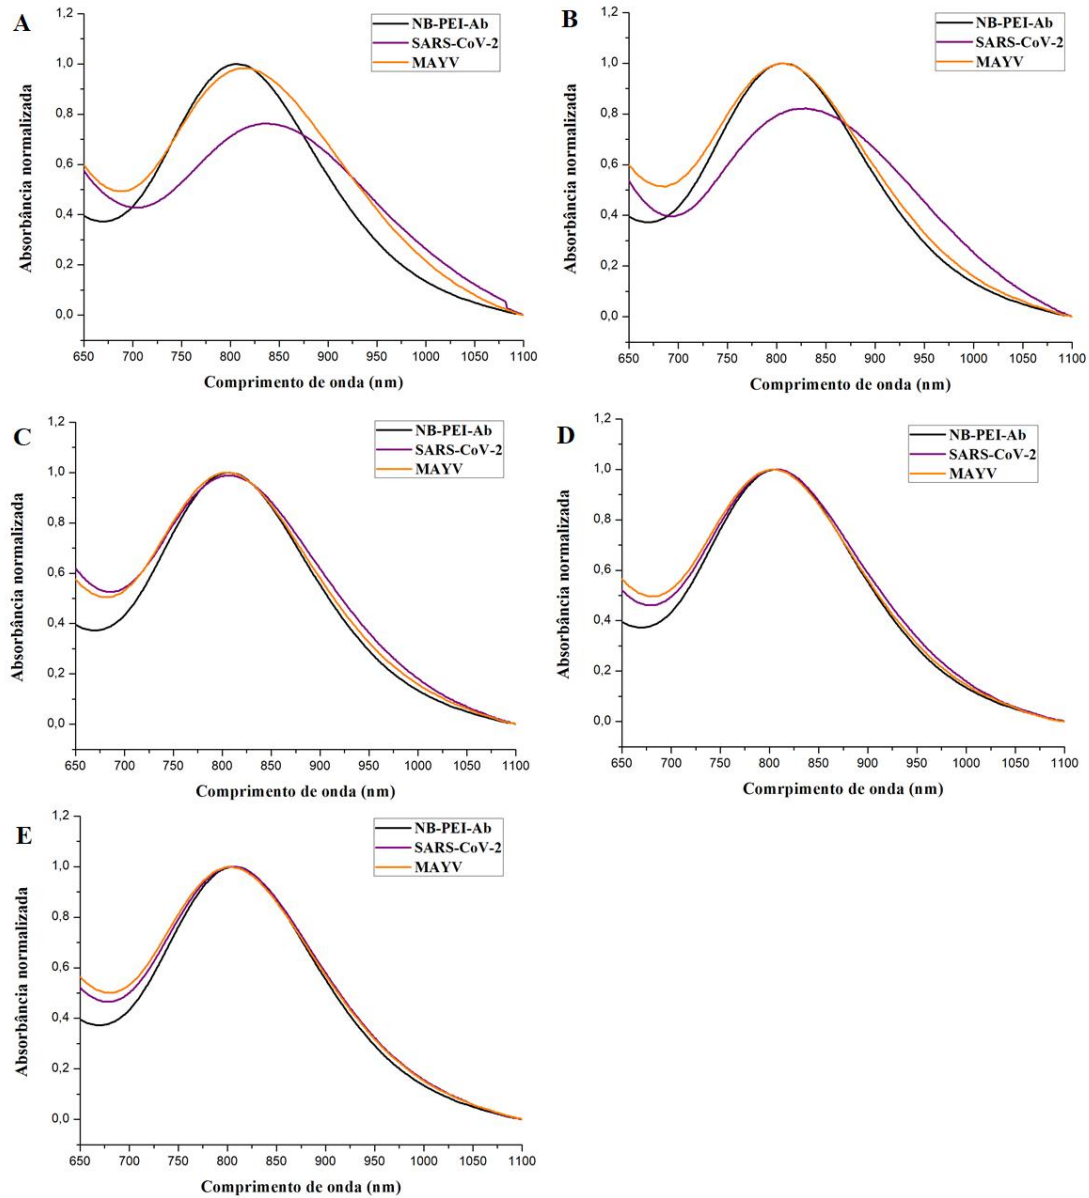 A
NB-PEI-Ab
SARS-CoV-2
MAYV
1,2
1,0
0,8
0,6
0,4
0,2
0,0
Absorbância normalizada
650 700 750 800 850 900 950 1000 1050 1100
Comprimento de onda (nm)
B
NB-PEI-Ab
SARS-CoV-2
MAYV
1,2
1,0
0,8
0,6
0,4
0,2
0,0
Absorbância normalizada
650 700 750 800 850 900 950 1000 1050 1100
Comprimento de onda (nm)
C
NB-PEI-Ab
SARS-CoV-2
MAYV
1,2
1,0
0,8
0,6
0,4
0,2
0,0
Absorbância normalizada
650 700 750 800 850 900 950 1000 1050 1100
Comprimento de onda (nm)
D
NB-PEI-Ab
SARS-CoV-2
MAYV
1,2
1,0
0,8
0,6
0,4
0,2
0,0
Absorbância normalizada
650 700 750 800 850 900 950 1000 1050 1100
Comrpimento de onda (nm)
E
NB-PEI-Ab
SARS-CoV-2
MAYV
1,2
1,0
0,8
0,6
0,4
0,2
0,0
Absorbância normalizada
650 700 750 800 850 900 950 1000 1050 1100
Comprimento de onda (nm)